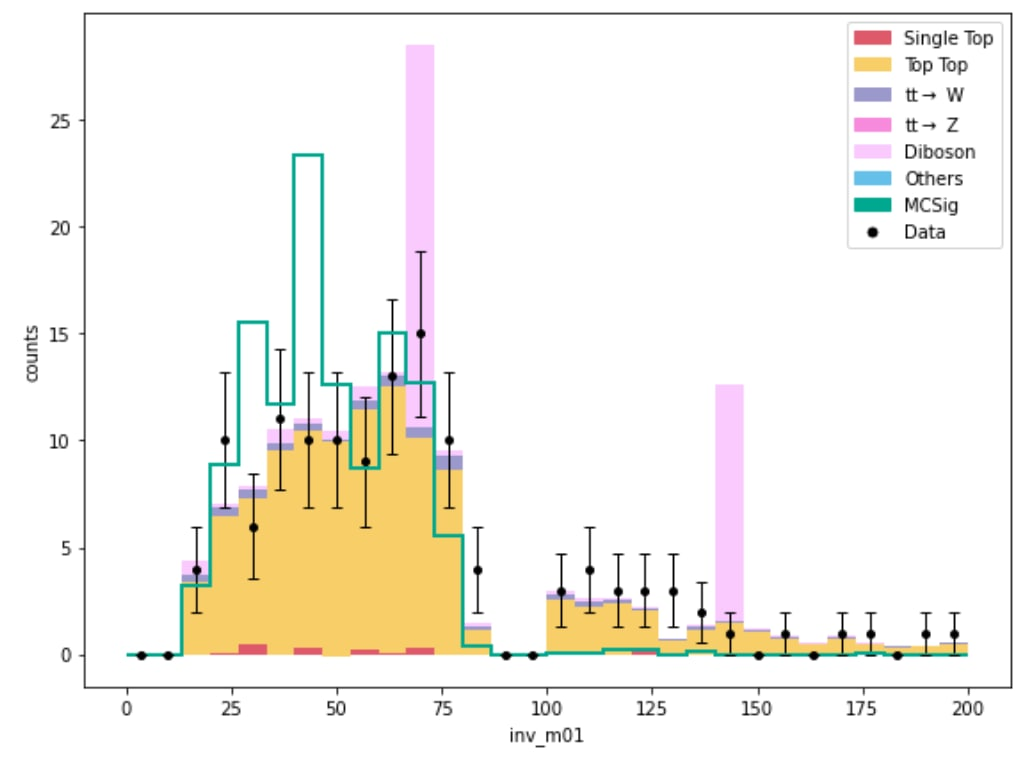 Single Top
Top Top
tt→ W
tt→ Z
Diboson
Others
MCSig
Data
25
20
15
10
5
0
counts
0 25 50 75 100 125 150 175 200
inv_m01